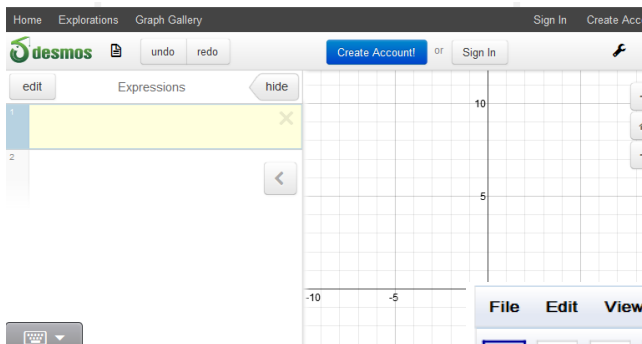 Home Explorations Graph Gallery Sign In Create Acc
desmos undo redo Create Account! or Sign In
edit Expressions hide
1
10
2
5
-10 -5
File Edit View